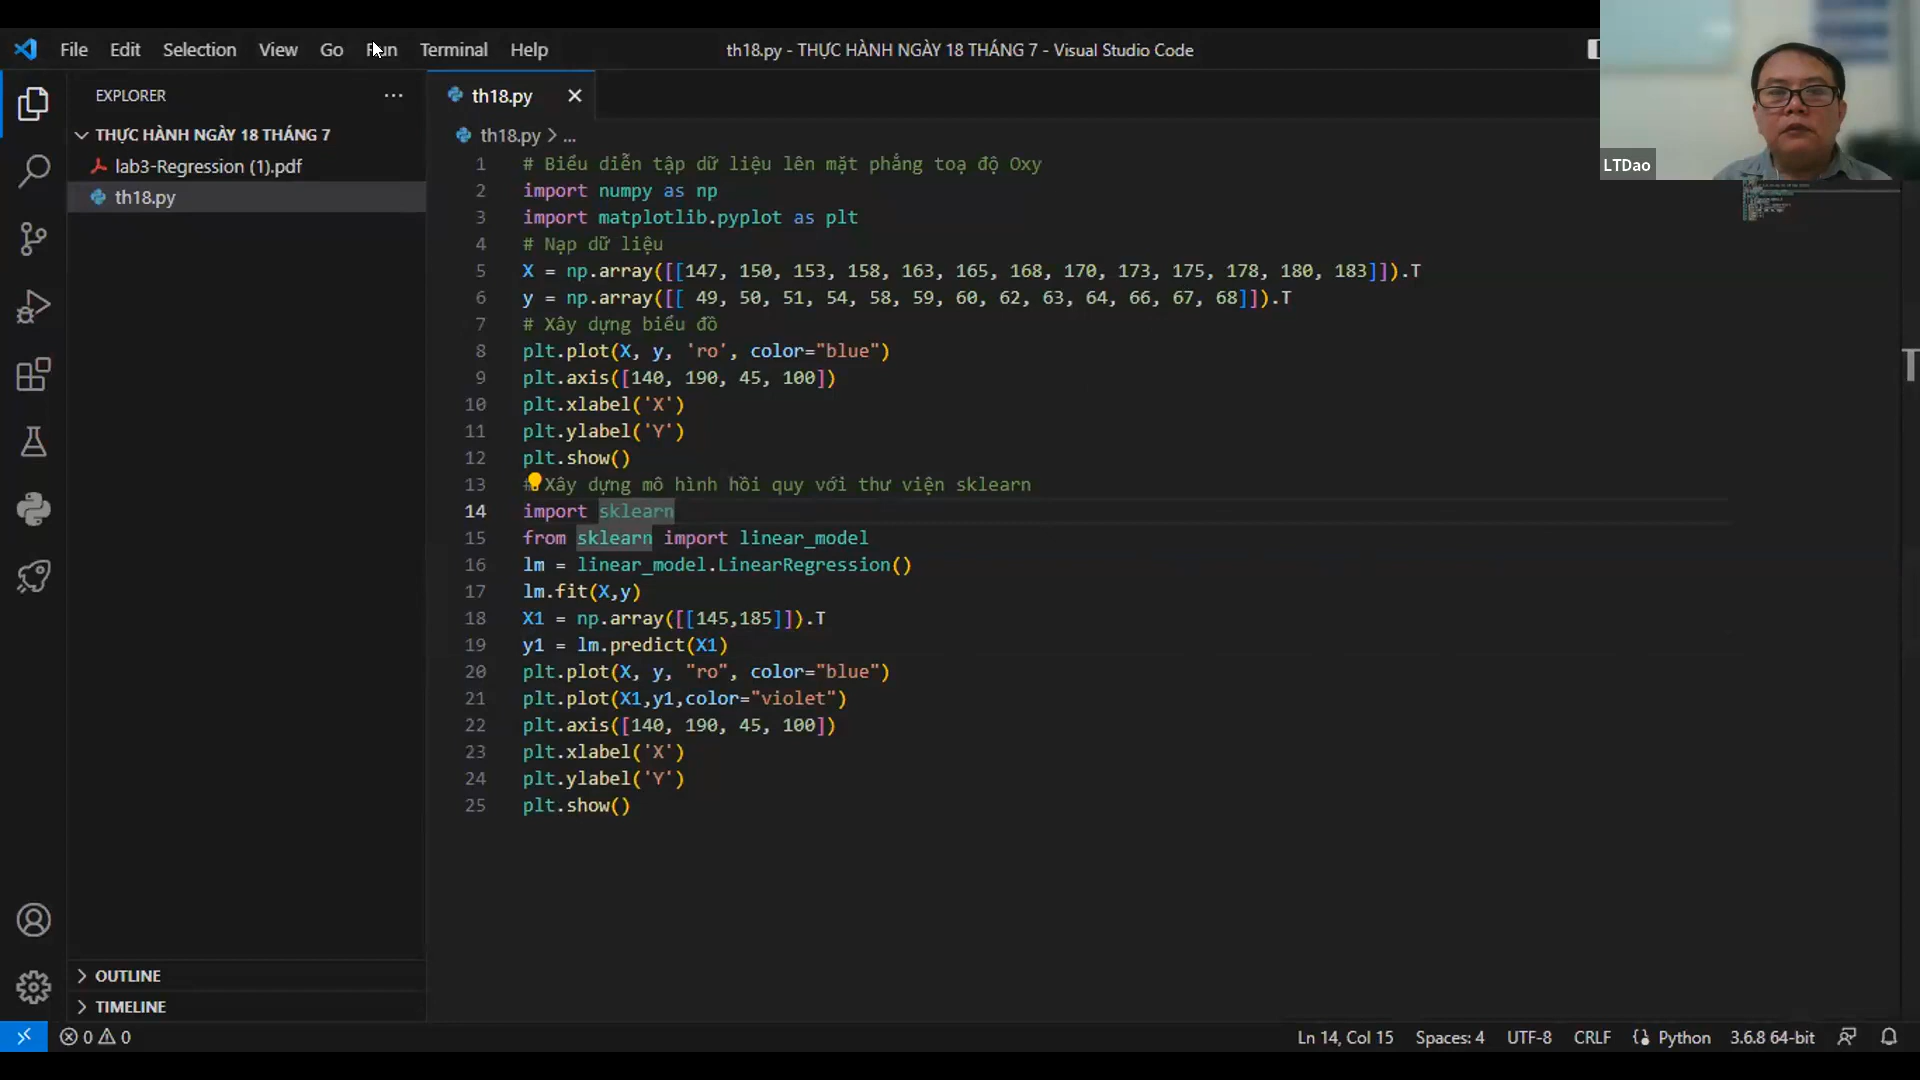 File Edit Selection View Go Run Terminal Help
th18.py - THỰC HÀNH NGÀY 18 THÁNG 7 - Visual Studio Code
LTDao
EXPLORER
THỰC HÀNH NGÀY 18 THÁNG 7
lab3-Regression (1).pdf
th18.py
OUTLINE
TIMELINE
th18.py
th18.py > ...
1 # Biểu diễn tập dữ liệu lên mặt phẳng toạ độ Oxy
2 import numpy as np
3 import matplotlib.pyplot as plt
4 # Nạp dữ liệu
5 X = np.array([[147, 150, 153, 158, 163, 165, 168, 170, 173, 175, 178, 180, 183]]).T
6 y = np.array([[ 49, 50, 51, 54, 58, 59, 60, 62, 63, 64, 66, 67, 68]]).T
7 # Xây dựng biểu đồ
8 plt.plot(X, y, 'ro', color="blue")
9 plt.axis([140, 190, 45, 100])
10 plt.xlabel('X')
11 plt.ylabel('Y')
12 plt.show()
13 # Xây dựng mô hình hồi quy với thư viện sklearn
14 import sklearn
15 from sklearn import linear_model
16 lm = linear_model.LinearRegression()
17 lm.fit(X,y)
18 X1 = np.array([[145,185]]).T
19 y1 = lm.predict(X1)
20 plt.plot(X, y, "ro", color="blue")
21 plt.plot(X1,y1,color="violet")
22 plt.axis([140, 190, 45, 100])
23 plt.xlabel('X')
24 plt.ylabel('Y')
25 plt.show()
T
0 0
Ln 14, Col 15 Spaces: 4 UTF-8 CRLF Python 3.6.8 64-bit